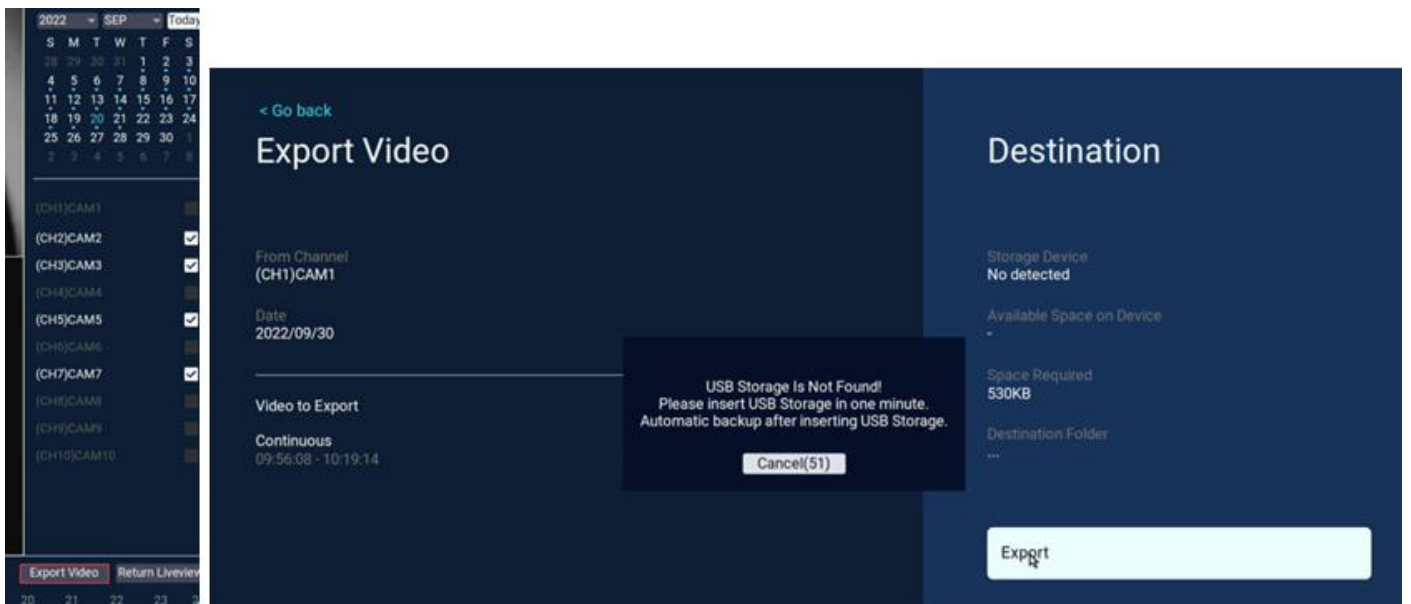 2022 SEP Today
S M T W T F S
28 29 30 31 1 2 3
4 5 6 7 8 9 10
11 12 13 14 15 16 17
18 19 20 21 22 23 24
25 26 27 28 29 30 1
2 3 4 5 6 7 8
(CH1)CAM1
(CH2)CAM2
(CH3)CAM3
(CH4)CAM4
(CH5)CAM5
(CH6)CAM6
(CH7)CAM7
(CH8)CAM8
(CH9)CAM9
(CH10)CAM10
Export Video Return Liveview
20 21 22 23
< Go back
Export Video
From Channel
(CH1)CAM1
Date
2022/09/30
Video to Export
Continuous
09:56:08 - 10:19:14
USB Storage Is Not Found!
Please insert USB Storage in one minute.
Automatic backup after inserting USB Storage.
Cancel(51)
Destination
Storage Device
No detected
Available Space on Device
-
Space Required
530KB
Destination Folder
...
Export